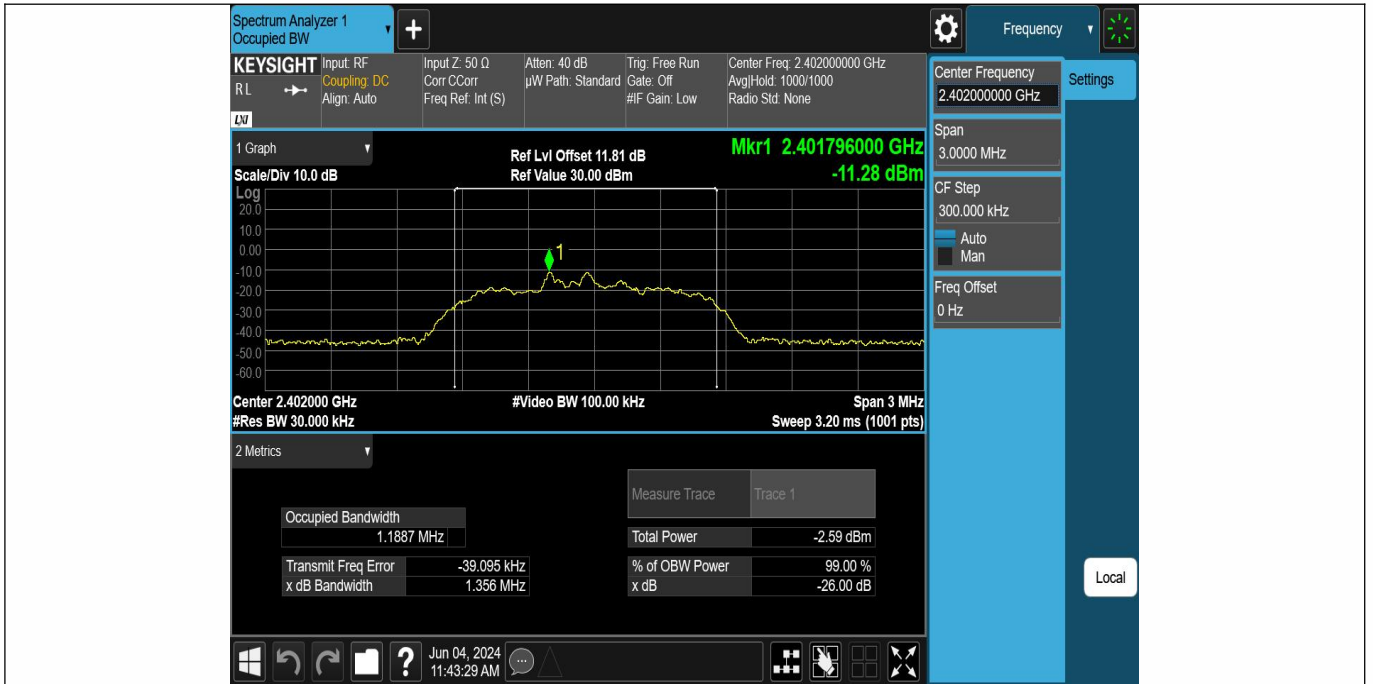 Spectrum Analyzer 1
Occupied BW
Frequency
KEYSIGHT
RL
LXI
Input: RF
Coupling: DC
Align: Auto
Input Z: 50 Ω
Corr CCorr
Freq Ref: Int (S)
Atten: 40 dB
µW Path: Standard
Trig: Free Run
Gate: Off
#IF Gain: Low
Center Freq: 2.402000000 GHz
Avg|Hold: 1000/1000
Radio Std: None
Center Frequency
2.402000000 GHz
Settings
Span
3.0000 MHz
CF Step
300.000 kHz
Auto
Man
Freq Offset
0 Hz
Local
1 Graph
Scale/Div 10.0 dB
Ref Lvl Offset 11.81 dB
Ref Value 30.00 dBm
Mkr1 2.401796000 GHz
-11.28 dBm
Log
20.0
10.0
0.00
-10.0
-20.0
-30.0
-40.0
-50.0
-60.0
1
Center 2.402000 GHz
#Res BW 30.000 kHz
#Video BW 100.00 kHz
Span 3 MHz
Sweep 3.20 ms (1001 pts)
2 Metrics
Measure Trace Trace 1
Occupied Bandwidth
1.1887 MHz
Total Power -2.59 dBm
Transmit Freq Error -39.095 kHz
% of OBW Power 99.00 %
x dB Bandwidth 1.356 MHz
x dB -26.00 dB
Jun 04, 2024
11:43:29 AM